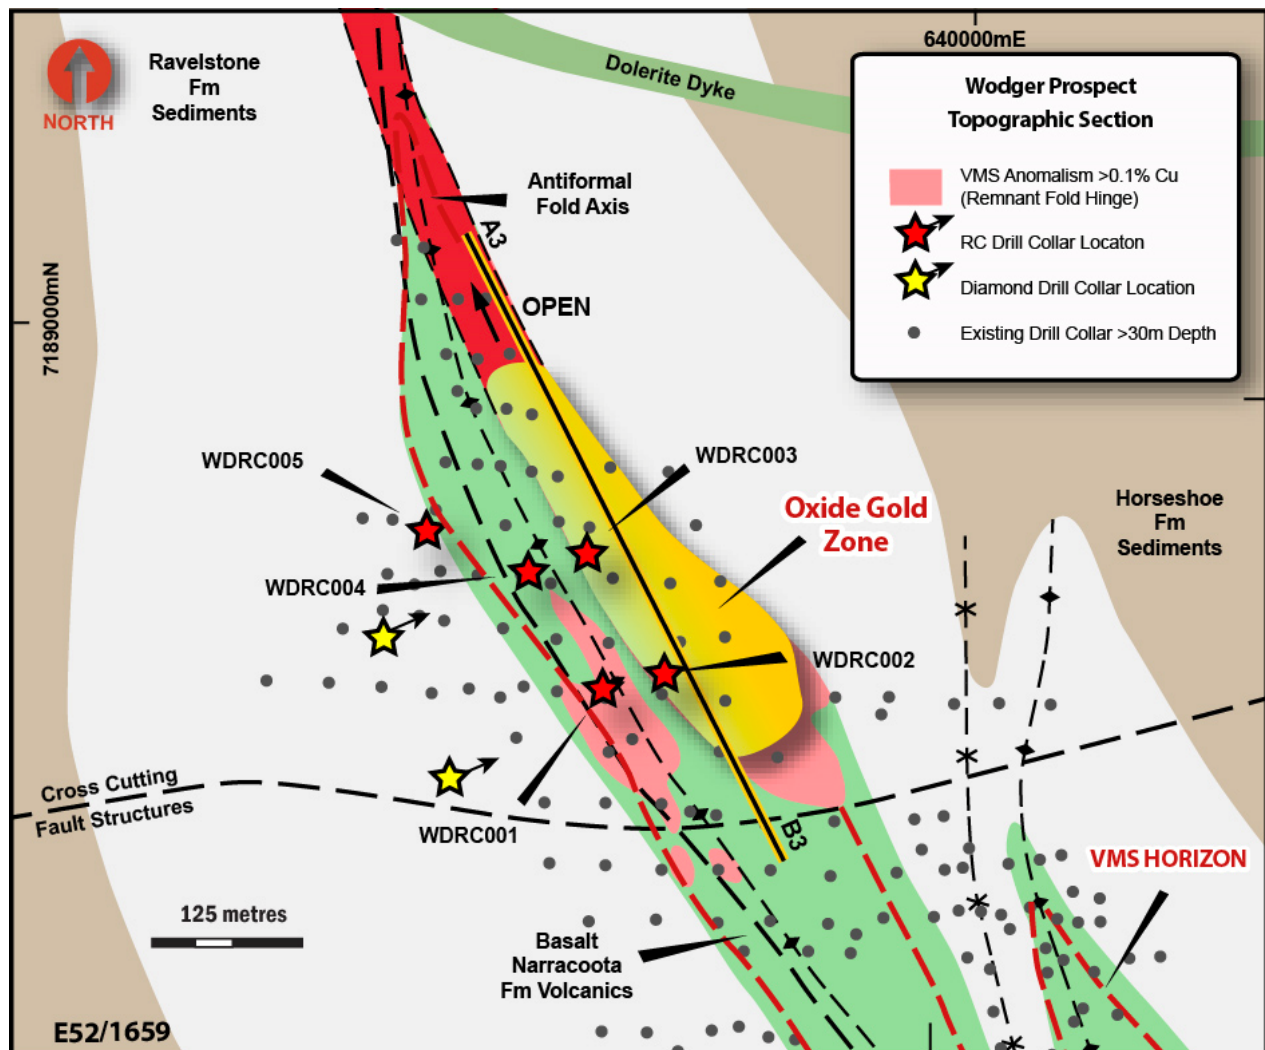 640000mE
Ravelstone
Fm
Sediments
NORTH
Dolerite Dyke
Wodger Prospect
Topographic Section
VMS Anomalism >0.1% Cu
(Remnant Fold Hinge)
RC Drill Collar Locaton
Diamond Drill Collar Location
Existing Drill Collar >30m Depth
Antiformal
Fold Axis
A3
OPEN
7189000mN
WDRC005
WDRC003
Oxide Gold
Zone
Horseshoe
Fm
Sediments
WDRC004
WDRC002
Cross Cutting
Fault Structures
WDRC001
B3
VMS HORIZON
125 metres
Basalt
Narracoota
Fm Volcanics
E52/1659